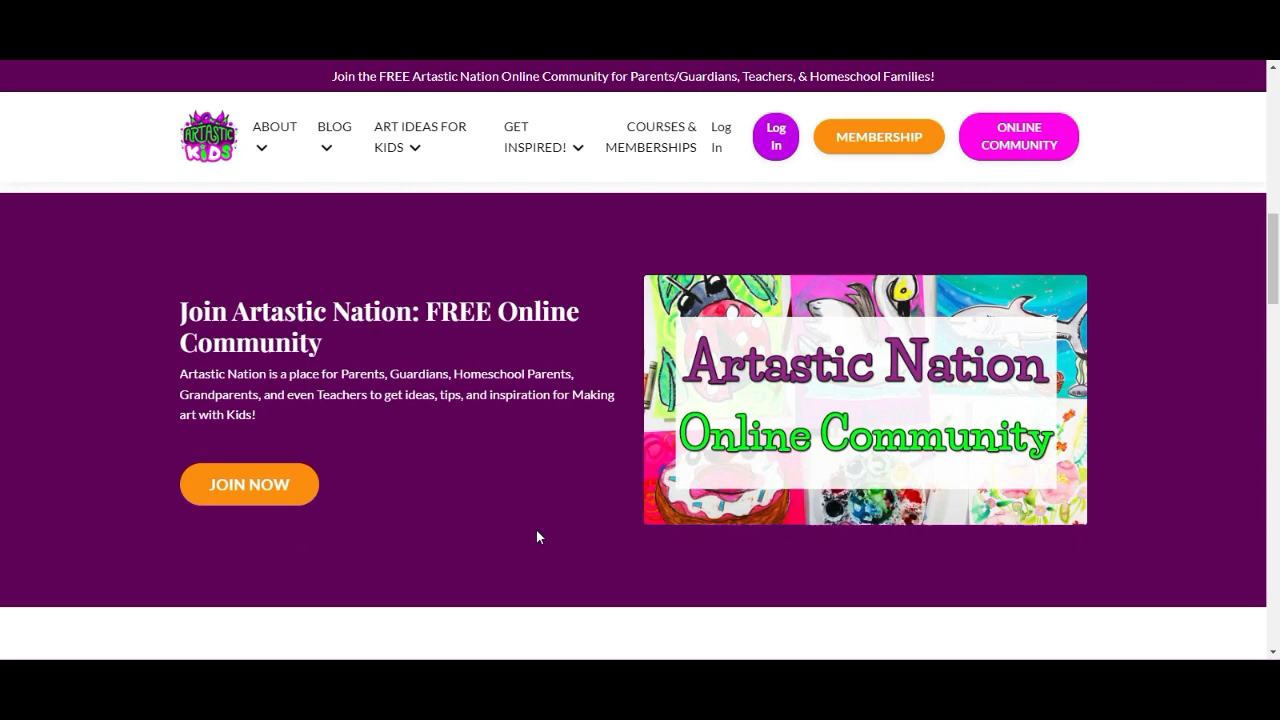 Join the FREE Artastic Nation Online Community for Parents/Guardians, Teachers, & Homeschool Families!
ARTASTIC
KIDS
ABOUT
BLOG
ART IDEAS FOR
KIDS
GET
INSPIRED!
COURSES &
MEMBERSHIPS
Log
In
Log
In
MEMBERSHIP
ONLINE
COMMUNITY
Join Artastic Nation: FREE Online
Community
Artastic Nation is a place for Parents, Guardians, Homeschool Parents,
Grandparents, and even Teachers to get ideas, tips, and inspiration for Making
art with Kids!
JOIN NOW
Artastic Nation
Online Community